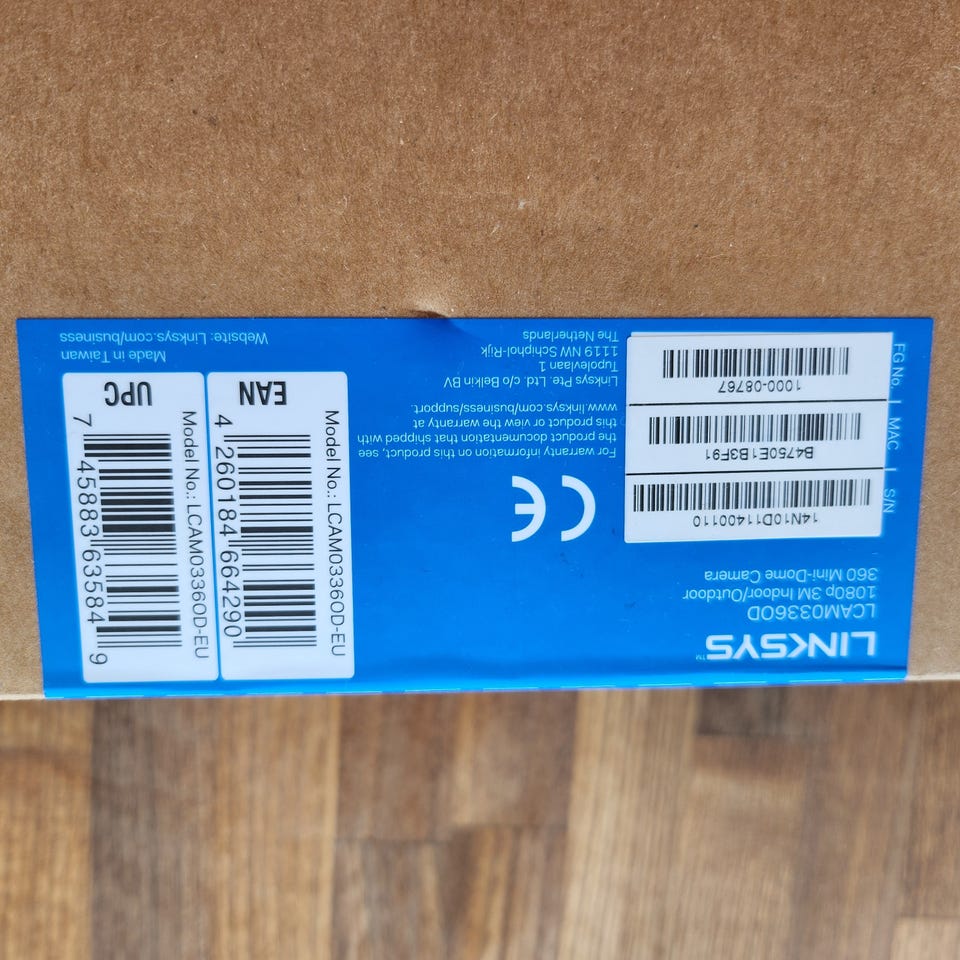 LINKSYS™
LCAM0336OD
1080p 3M Indoor/Outdoor
360 Mini-Dome Camera
S/N | MAC | FG No.
14N10D11400110
B4750E1B3F91
1000-08767
CE
For warranty information on this product, see
the product documentation that shipped with
this product or view the warranty at
www.linksys.com/business/support
Linksys Pte. Ltd. c/o Belkin BV
Tupolevlaan 1
1119 NW Schiphol-Rijk
The Netherlands
Model No.: LCAM0336OD-EU
EAN
4 260184 664290
Model No.: LCAM0336OD-EU
UPC
7 45883 63584 9
Made in Taiwan
Website: Linksys.com/business